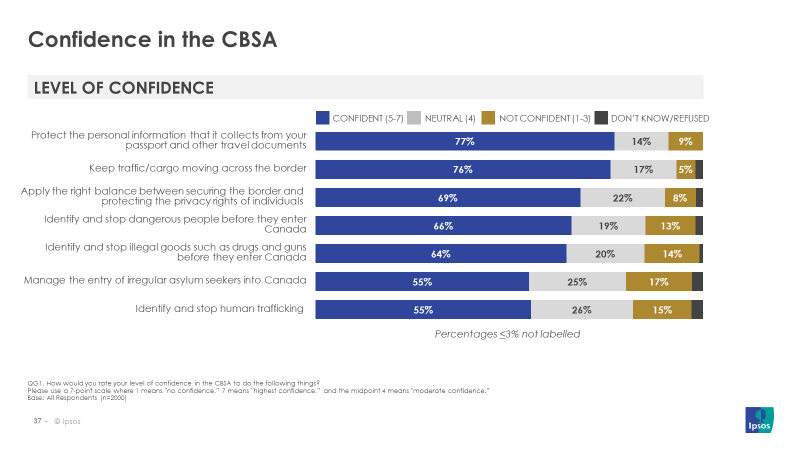 Confidence in the CBSA
LEVEL OF CONFIDENCE
CONFIDENT (5-7) NEUTRAL (4) NOT CONFIDENT (1-3) DON'T KNOW/REFUSED
Protect the personal information that it collects from your
passport and other travel documents
77% 14% 9%
Keep traffic/cargo moving across the border
76% 17% 5%
Apply the right balance between securing the border and
protecting the privacy rights of individuals
69% 22% 8%
Identify and stop dangerous people before they enter
Canada
66% 19% 13%
Identify and stop illegal goods such as drugs and guns
before they enter Canada
64% 20% 14%
Manage the entry of irregular asylum seekers into Canada
55% 25% 17%
Identify and stop human trafficking
55% 26% 15%
Percentages ≤3% not labelled
QG1. How would you rate your level of confidence in the CBSA to do the following things?
Please use a 7-point scale where 1 means "no confidence," 7 means "highest confidence," and the midpoint 4 means "moderate confidence."
Base: All Respondents (n=2000)
37 – © Ipsos
Ipsos